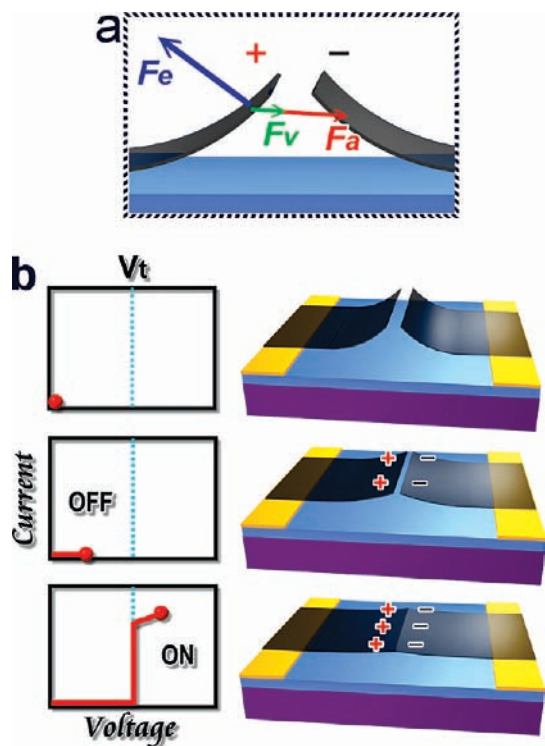 a
+ −
Fe
Fv
Fa
b
Vt
Current
OFF
+ −
+ −
ON
+ −
+ −
+ −
Voltage